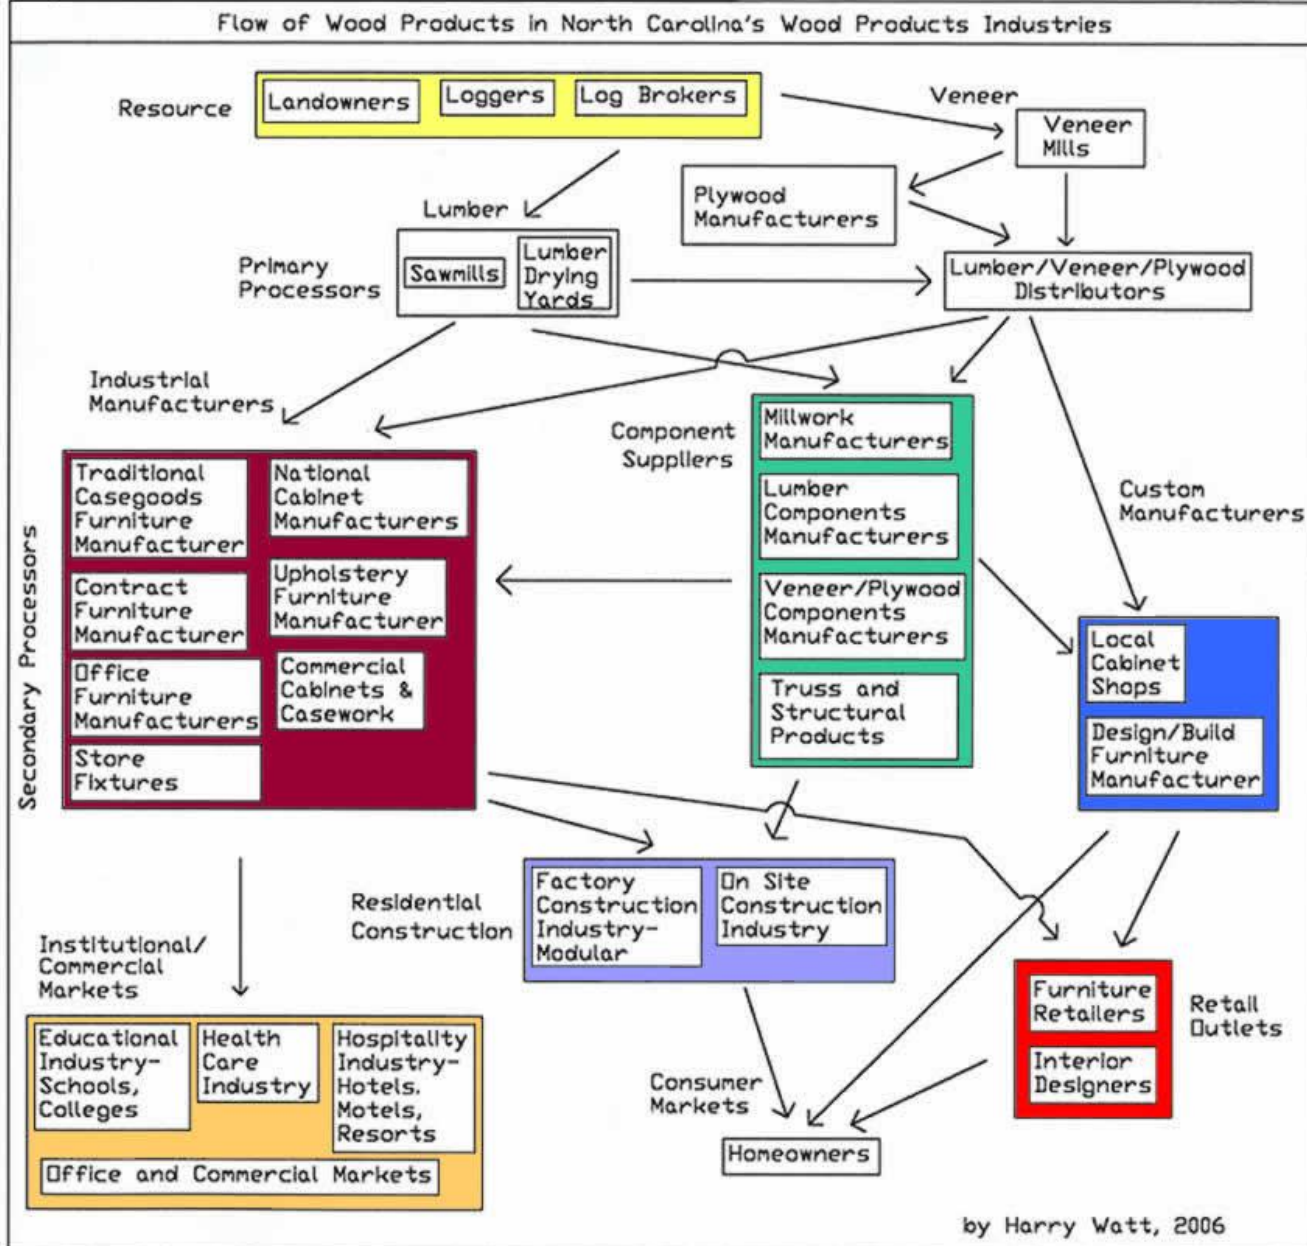 Flow of Wood Products in North Carolina's Wood Products Industries
Resource
Landowners
Loggers
Log Brokers
Veneer
Veneer
Mills
Plywood
Manufacturers
Lumber
Primary
Processors
Sawmills
Lumber
Drying
Yards
Lumber/Veneer/Plywood
Distributors
Industrial
Manufacturers
Component
Suppliers
Custom
Manufacturers
Secondary Processors
Traditional
Casegoods
Furniture
Manufacturer
National
Cabinet
Manufacturers
Contract
Furniture
Manufacturer
Upholstery
Furniture
Manufacturer
Office
Furniture
Manufacturers
Commercial
Cabinets &
Casework
Store
Fixtures
Millwork
Manufacturers
Lumber
Components
Manufacturers
Veneer/Plywood
Components
Manufacturers
Truss and
Structural
Products
Local
Cabinet
Shops
Design/Build
Furniture
Manufacturer
Residential
Construction
Factory
Construction
Industry-
Modular
On Site
Construction
Industry
Institutional/
Commercial
Markets
Educational
Industry-
Schools,
Colleges
Health
Care
Industry
Hospitality
Industry-
Hotels.
Motels,
Resorts
Office and Commercial Markets
Furniture
Retailers
Interior
Designers
Retail
Outlets
Consumer
Markets
Homeowners
by Harry Watt, 2006